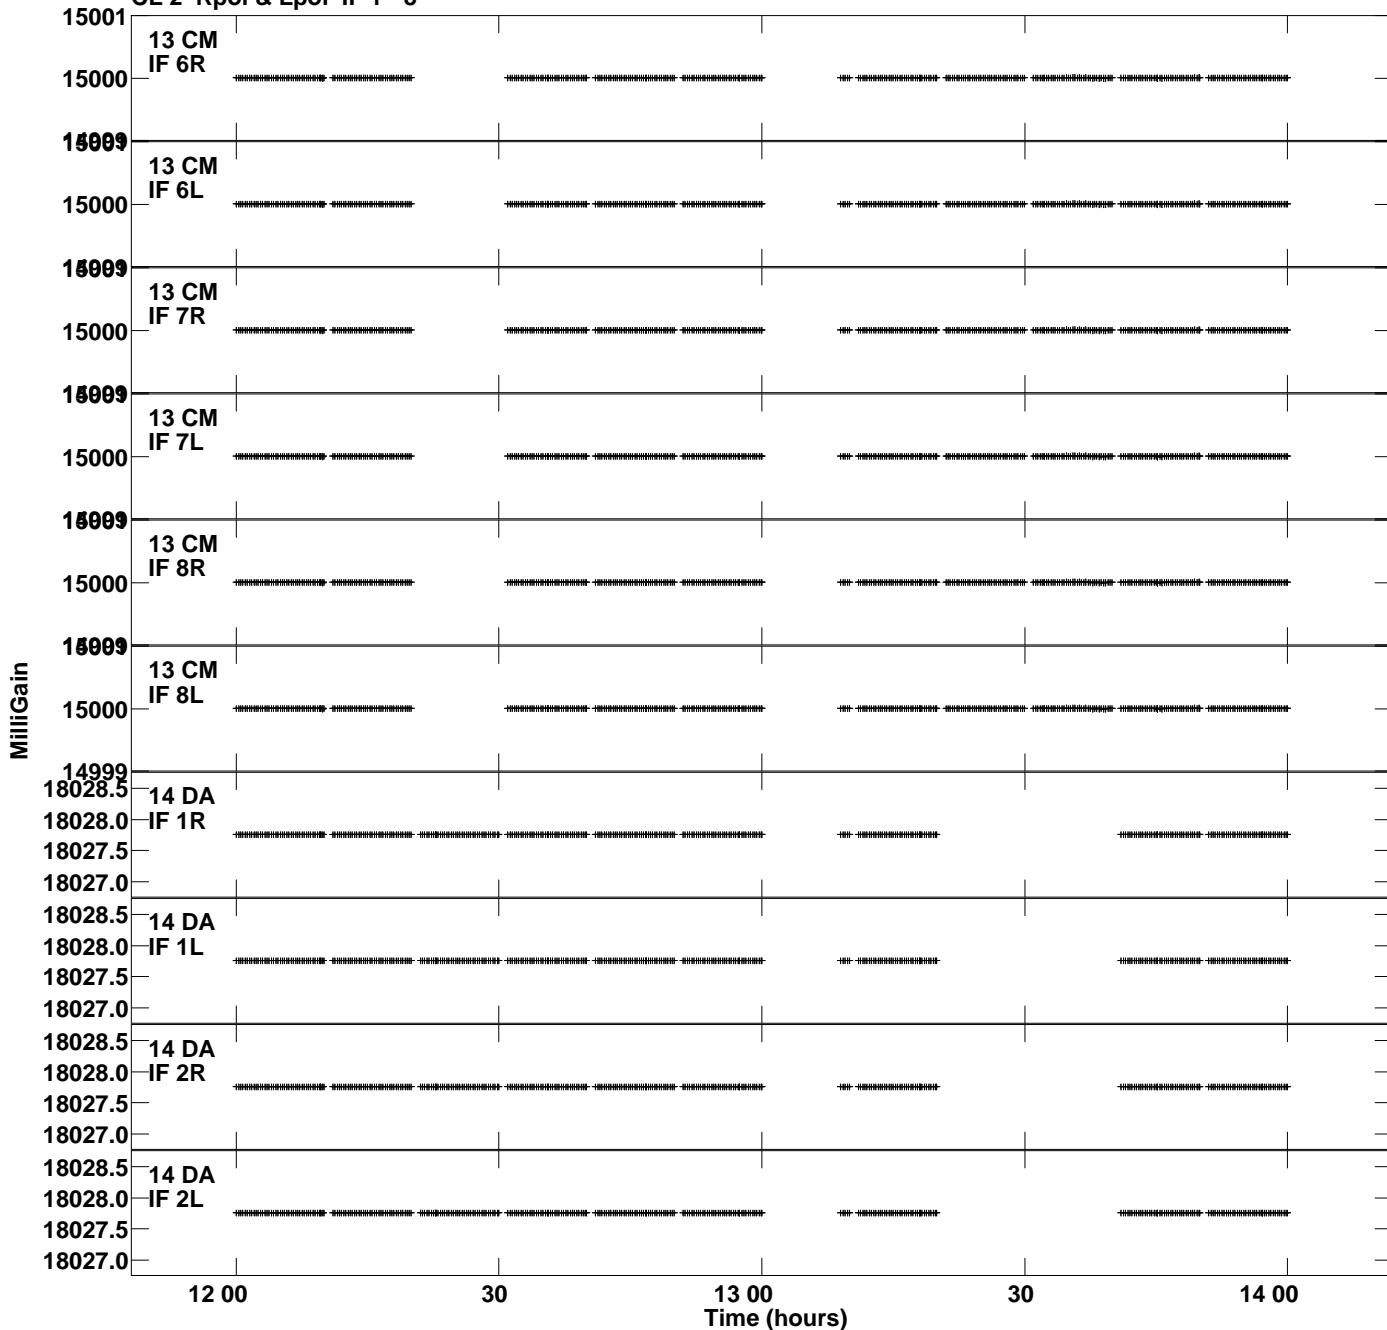 15001
13 CM
IF 6R
15000
13 CM
IF 6L
15000
13 CM
IF 7R
15000
13 CM
IF 7L
15000
13 CM
IF 8R
15000
13 CM
IF 8L
15000
14999
MilliGain
18028.5
14 DA
18028.0
IF 1R
18027.5
18027.0
18028.5
14 DA
18028.0
IF 1L
18027.5
18027.0
18028.5
14 DA
18028.0
IF 2R
18027.5
18027.0
18028.5
14 DA
18028.0
IF 2L
18027.5
18027.0
12 00 30 13 00 30 14 00
Time (hours)